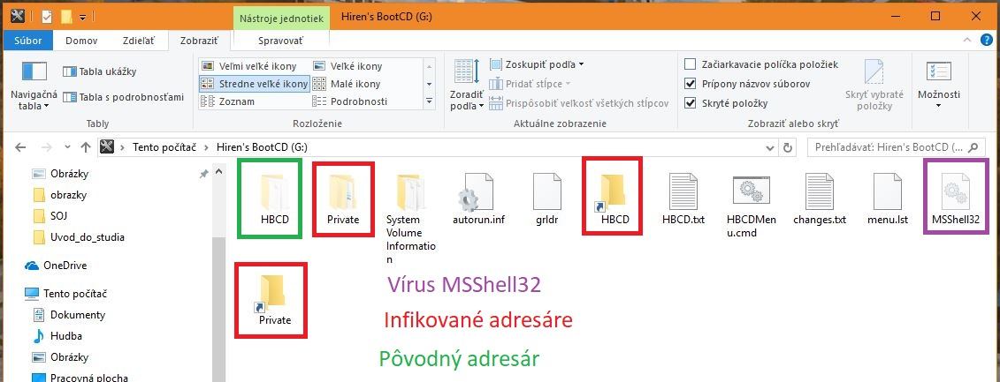 Nástroje jednotiek
Hiren's BootCD (G:)
Súbor
Domov
Zdieľať
Zobraziť
Spravovať
Navigačná
tabla
Tabla ukážky
Tabla s podrobnosťami
Tably
Veľmi veľké ikony
Veľké ikony
Stredne veľké ikony
Malé ikony
Zoznam
Podrobnosti
Rozloženie
Zoradiť
podľa
Zoskupiť podľa
Pridať stĺpce
Prispôsobiť veľkosť všetkých stĺpcov
Aktuálne zobrazenie
Začiarkavacie políčka položiek
Prípony názvov súborov
Skryté položky
Skryť vybraté
položky
Zobraziť alebo skryť
Možnosti
Tento počítač > Hiren's BootCD (G:)
Prehľadávať: Hiren's BootCD (...
Obrázky
obrazky
SOJ
Uvod_do_studia
OneDrive
Tento počítač
Dokumenty
Hudba
Obrázky
Pracovná plocha
HBCD
Private
System
Volume
Informatio
n
autorun.inf
grldr
HBCD
HBCD.txt
HBCDMen
u.cmd
changes.txt
menu.lst
MSShell32
Private
Vírus MSShell32
Infikované adresáre
Pôvodný adresár